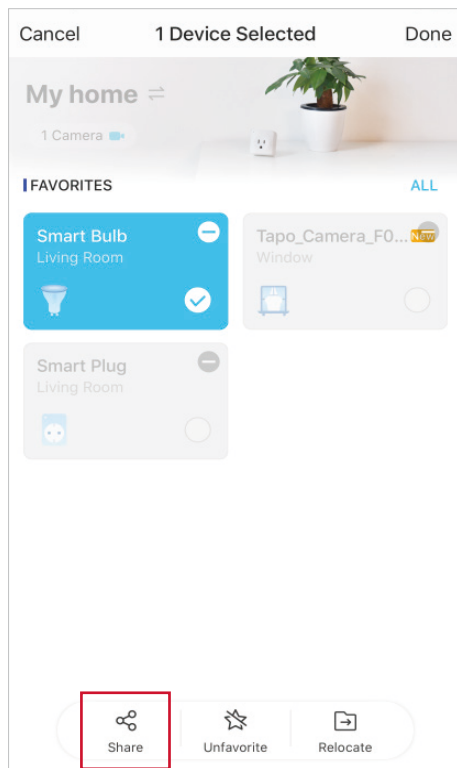 Cancel 1 Device Selected Done
My home
1 Camera
FAVORITES ALL
Smart Bulb
Living Room
Tapo_Camera_F0... New
Window
Smart Plug
Living Room
Share Unfavorite Relocate